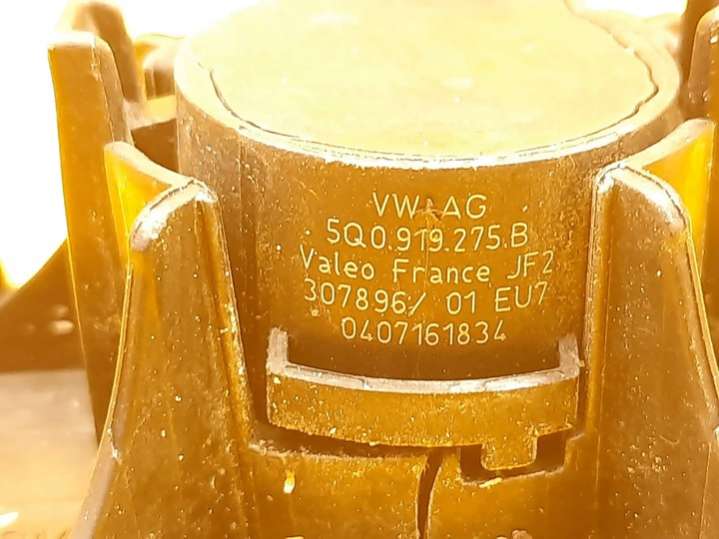 VW AG
5Q0.919.275.B
Valeo France JF2
307896/ 01 EU7
0407161834